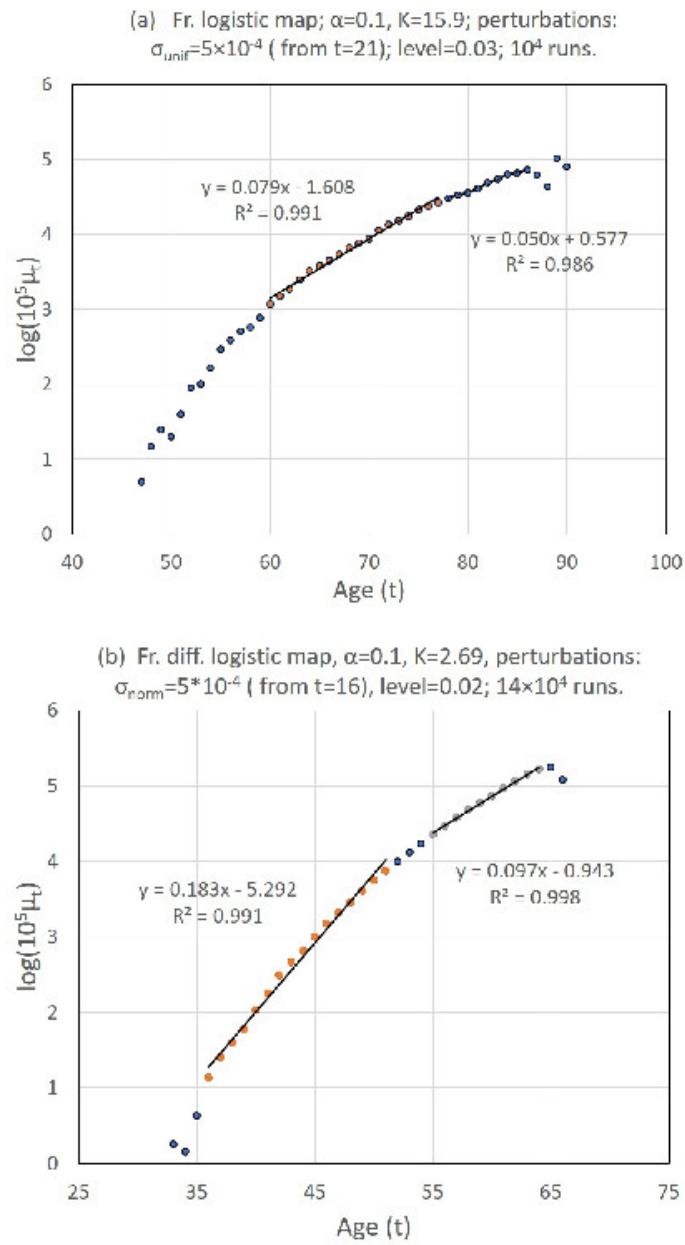 (a) Fr. logistic map; α=0.1, K=15.9; perturbations:
σunif=5×10⁻⁴ ( from t=21); level=0.03; 10⁴ runs.
6
5
4
3
2
1
0
log(10⁵μt)
y = 0.079x - 1.608
R² = 0.991
y = 0.050x + 0.577
R² = 0.986
40
50
60
70
80
90
100
Age (t)
(b) Fr. diff. logistic map, α=0.1, K=2.69, perturbations:
σnorm=5*10⁻⁴ ( from t=16), level=0.02; 14×10⁴ runs.
6
5
4
3
2
1
0
log(10⁵μt)
y = 0.183x - 5.292
R² = 0.991
y = 0.097x - 0.943
R² = 0.998
25
35
45
55
65
75
Age (t)